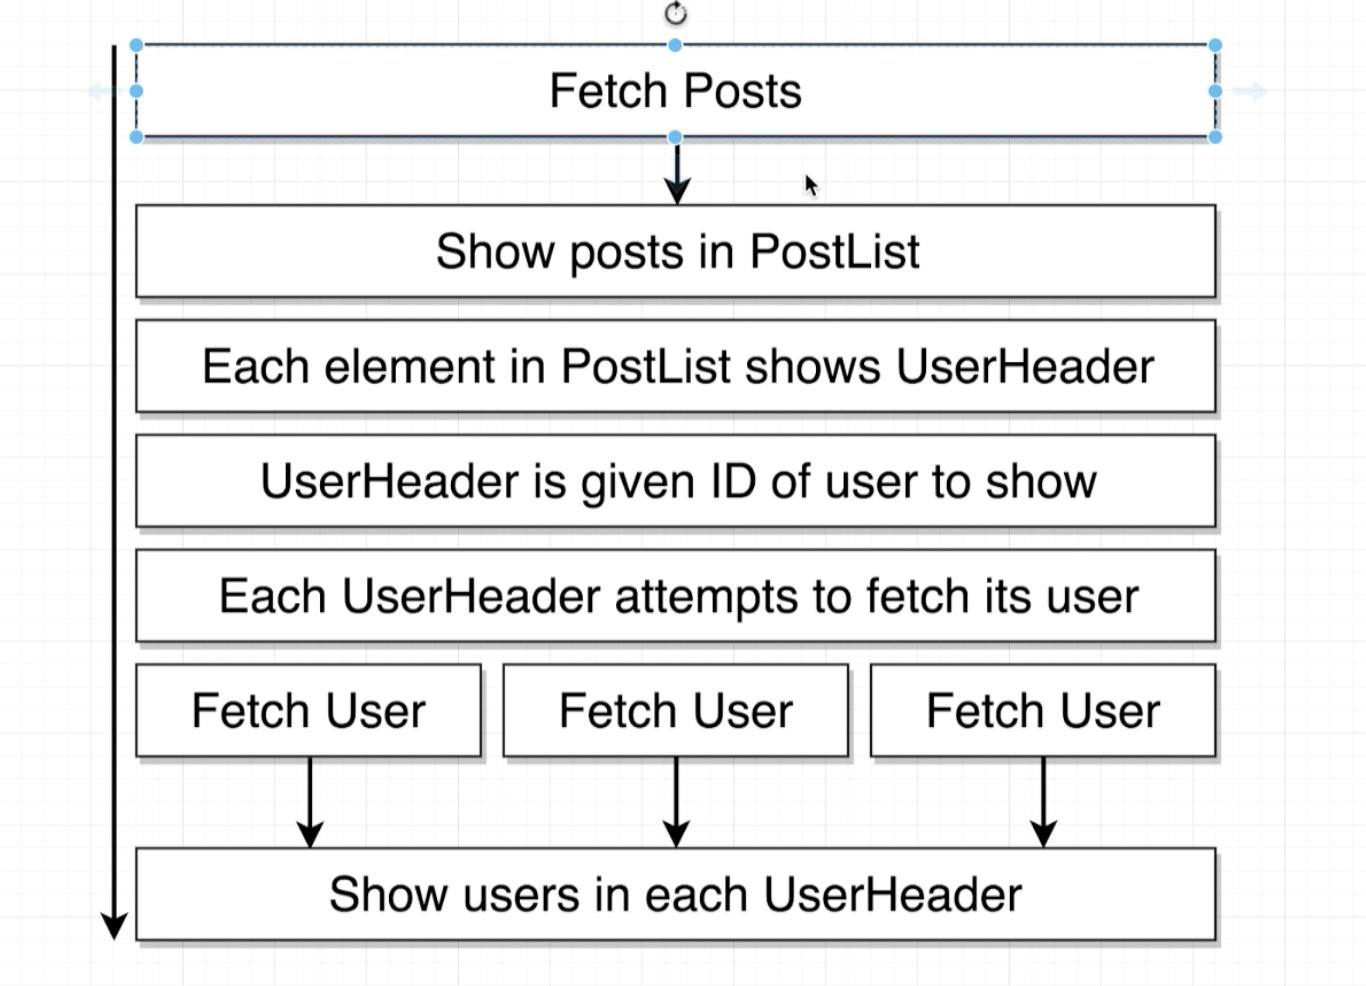 Fetch Posts
Show posts in PostList
Each element in PostList shows UserHeader
UserHeader is given ID of user to show
Each UserHeader attempts to fetch its user
Fetch User
Fetch User
Fetch User
Show users in each UserHeader